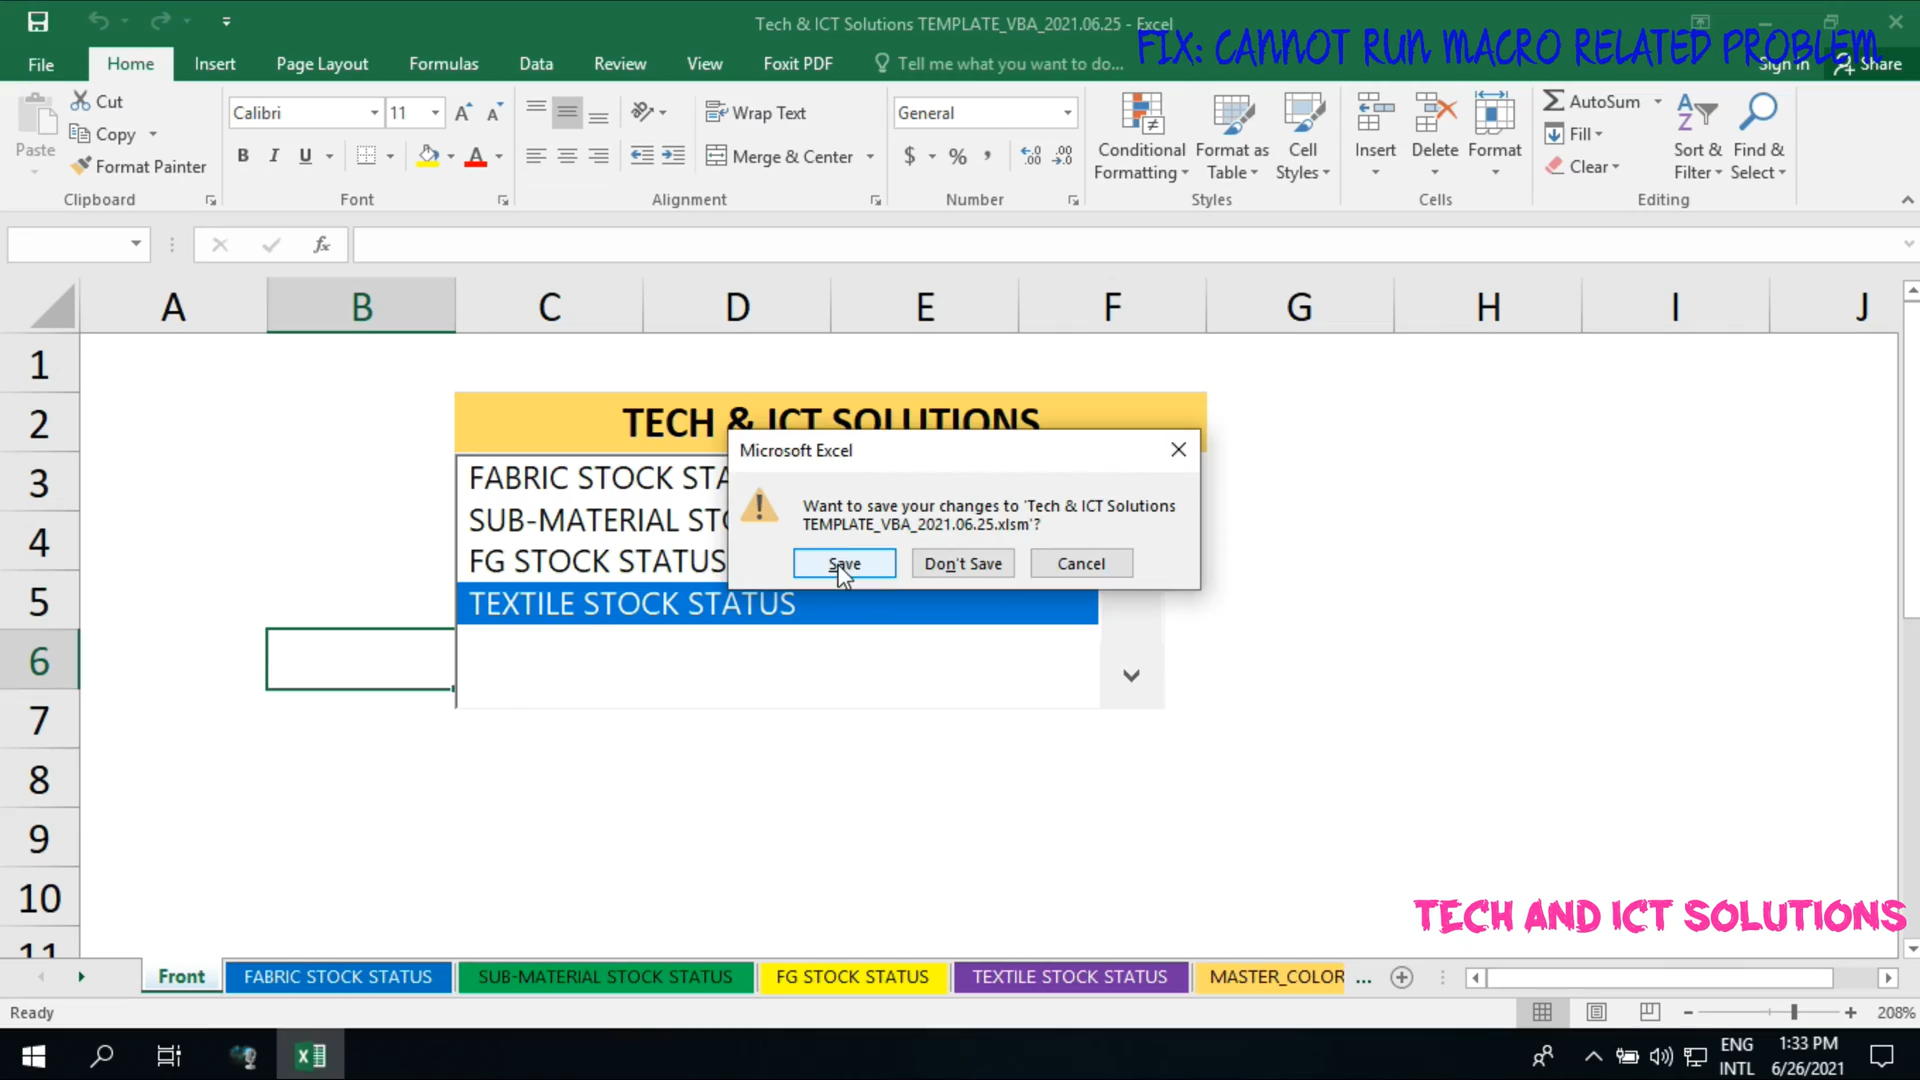 Tech & ICT Solutions TEMPLATE_VBA_2021.06.25 - Excel
FIX: CANNOT RUN MACRO RELATED PROBLEM
File Home Insert Page Layout Formulas Data Review View Foxit PDF Tell me what you want to do... Sign in Share
Paste
Cut
Copy
Format Painter
Clipboard
Calibri 11
B I U A
Font
Wrap Text
Merge & Center
Alignment
General
$ % ,
Number
Conditional Formatting
Format as Table
Cell Styles
Styles
Insert Delete Format
Cells
AutoSum
Fill
Clear
Sort & Filter
Find & Select
Editing
fx
A B C D E F G H I J
1
2 TECH & ICT SOLUTIONS
3 FABRIC STOCK STA
4 SUB-MATERIAL STO
FG STOCK STATUS
5 TEXTILE STOCK STATUS
6
7
8
9
10
11
Microsoft Excel
Want to save your changes to 'Tech & ICT Solutions
TEMPLATE_VBA_2021.06.25.xlsm'?
Save Don't Save Cancel
TECH AND ICT SOLUTIONS
Front FABRIC STOCK STATUS SUB-MATERIAL STOCK STATUS FG STOCK STATUS TEXTILE STOCK STATUS MASTER_COLOR ...
Ready 208%
ENG 1:33 PM
INTL 6/26/2021